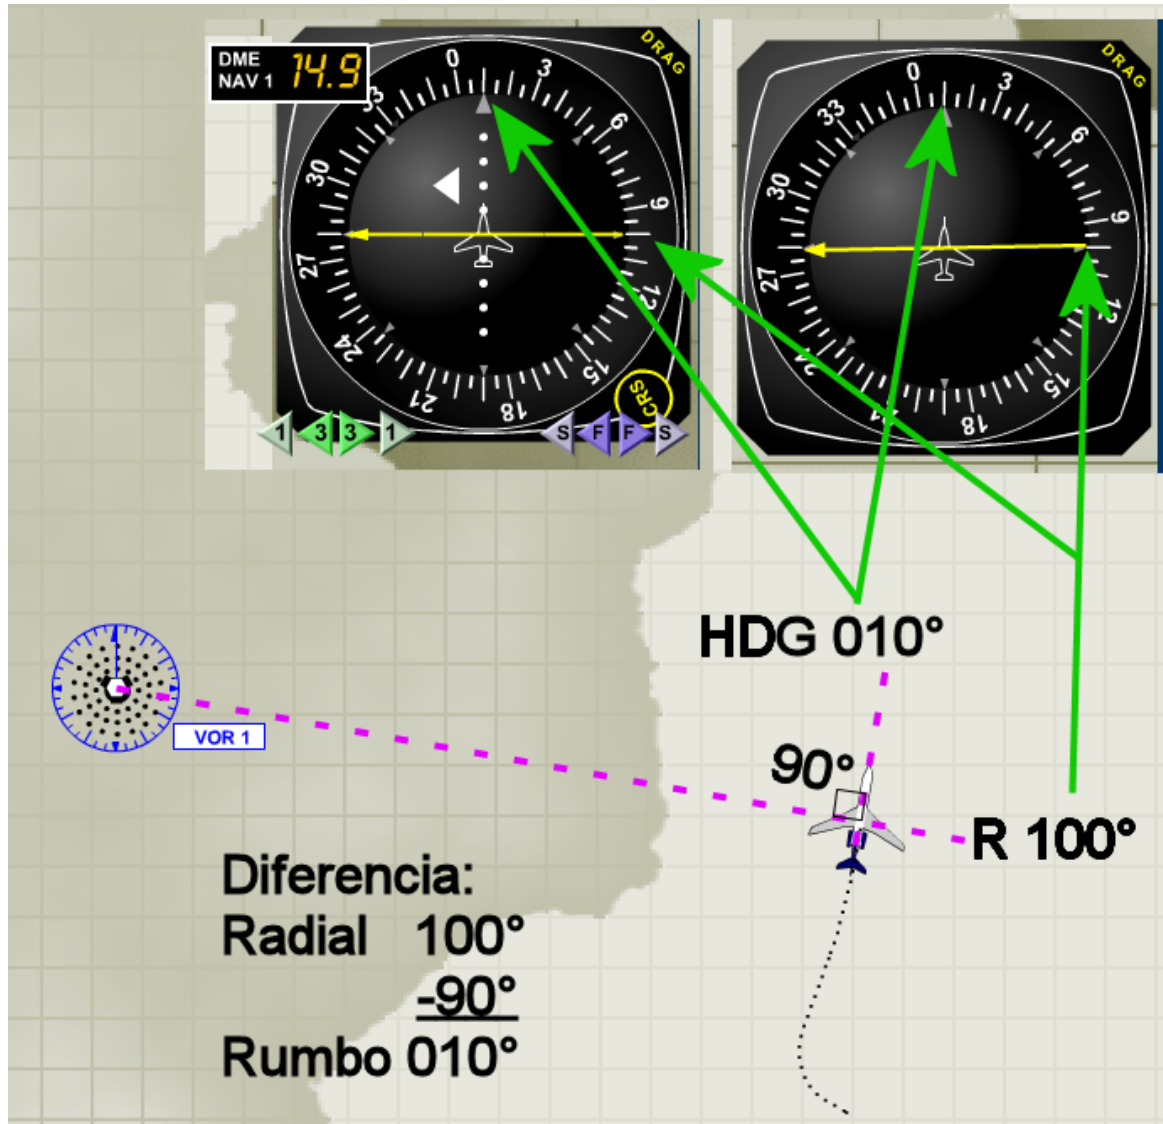 DME
NAV 1 14.9
DRAG
0 3 6 9 12 15 18 21 24 27 30 33
CRS
1 3 3 1
S F F S
DRAG
0 3 6 9 12 15 18 21 24 27 30 33
HDG 010°
VOR 1
90°
R 100°
Diferencia:
Radial 100°
-90°
Rumbo 010°